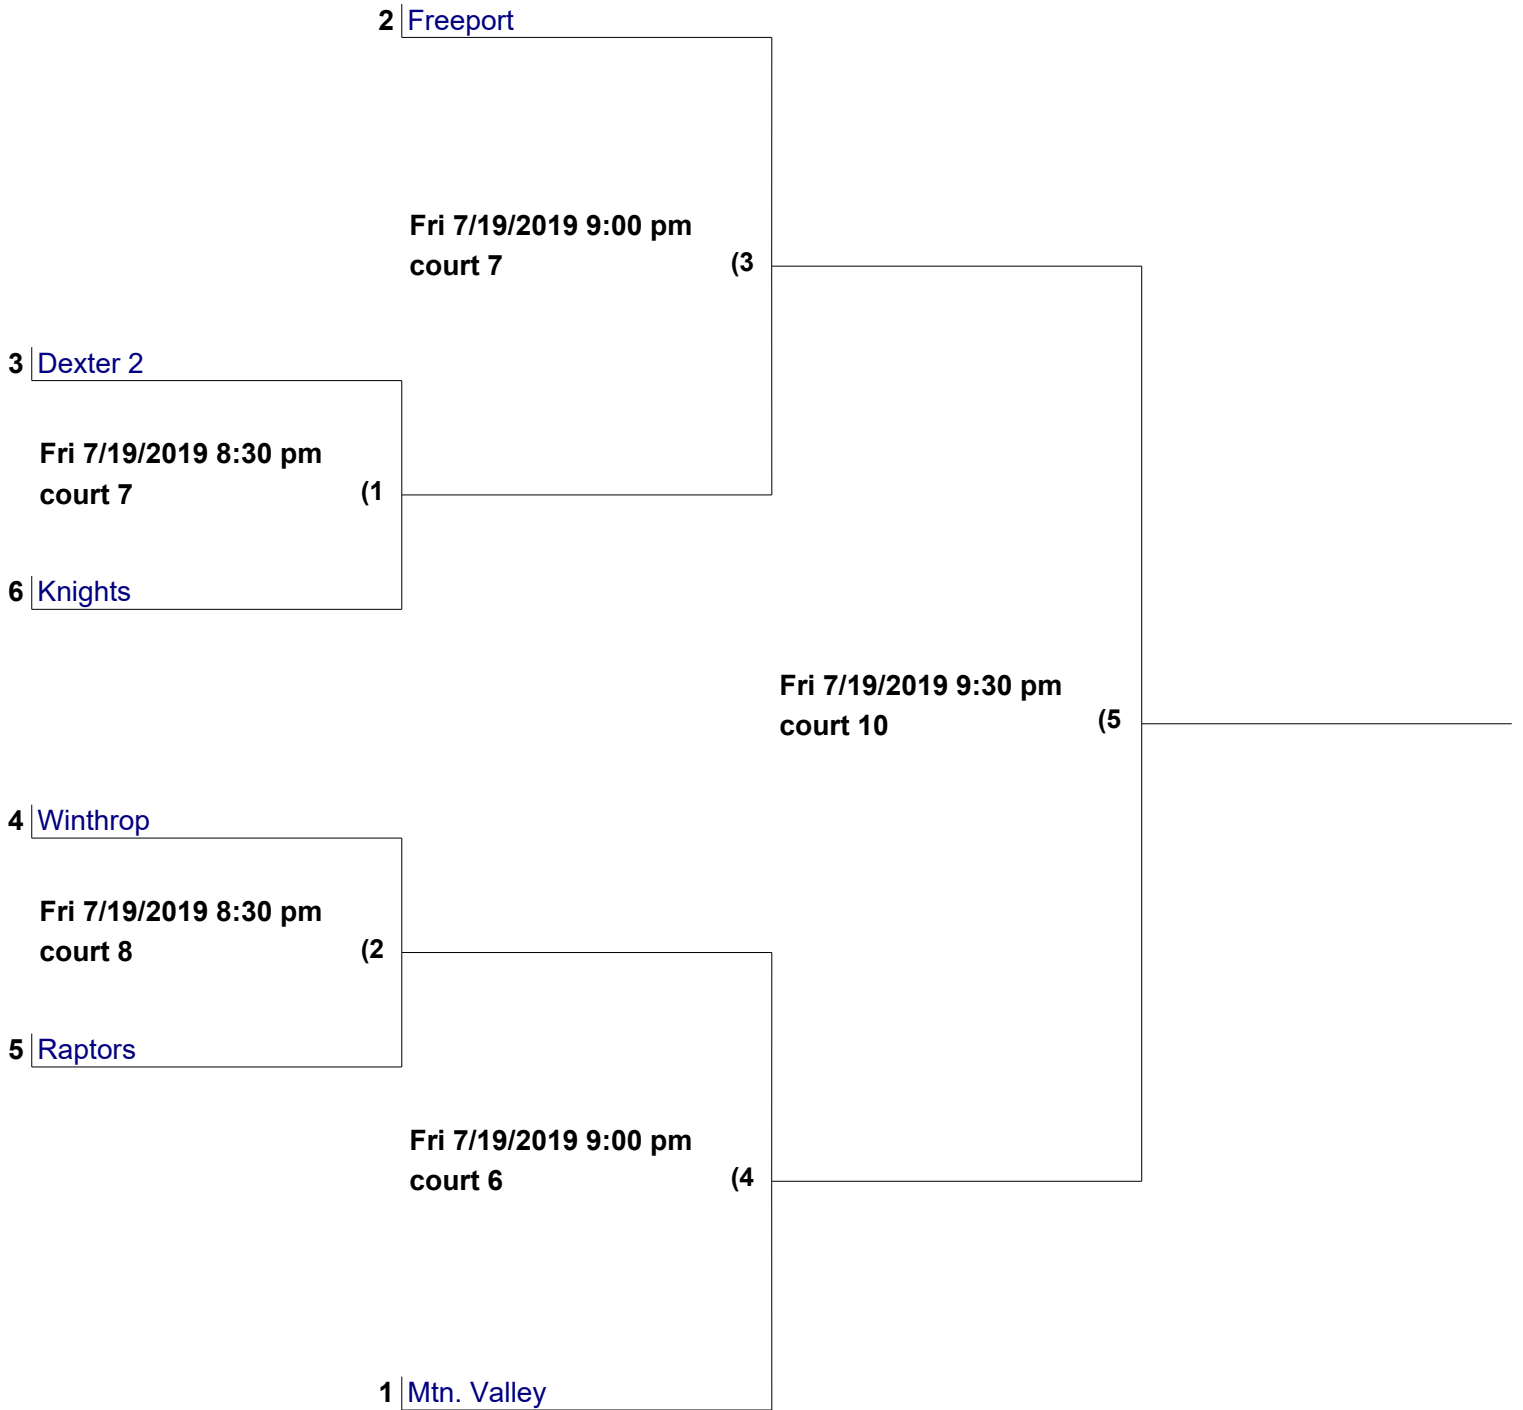 2 Freeport
Fri 7/19/2019 9:00 pm
court 7 (3
3 Dexter 2
Fri 7/19/2019 8:30 pm
court 7 (1
6 Knights
Fri 7/19/2019 9:30 pm
court 10 (5
4 Winthrop
Fri 7/19/2019 8:30 pm
court 8 (2
5 Raptors
Fri 7/19/2019 9:00 pm
court 6 (4
1 Mtn. Valley